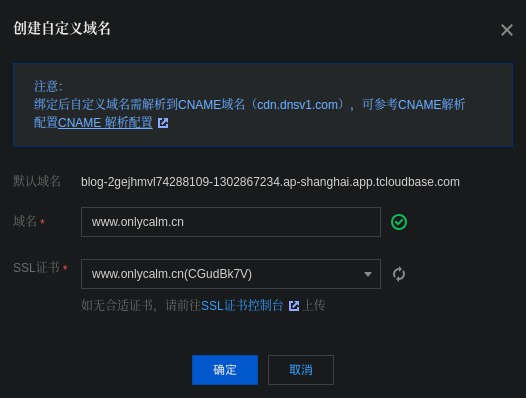 创建自定义域名
注意：
绑定后自定义域名需解析到CNAME域名（cdn.dnsv1.com），可参考CNAME解析
配置CNAME 解析配置
默认域名 blog-2gejhmvl74288109-1302867234.ap-shanghai.app.tcloudbase.com
域名 * www.onlycalm.cn
SSL证书 * www.onlycalm.cn(CGudBk7V)
如无合适证书，请前往SSL证书控制台 上传
确定 取消